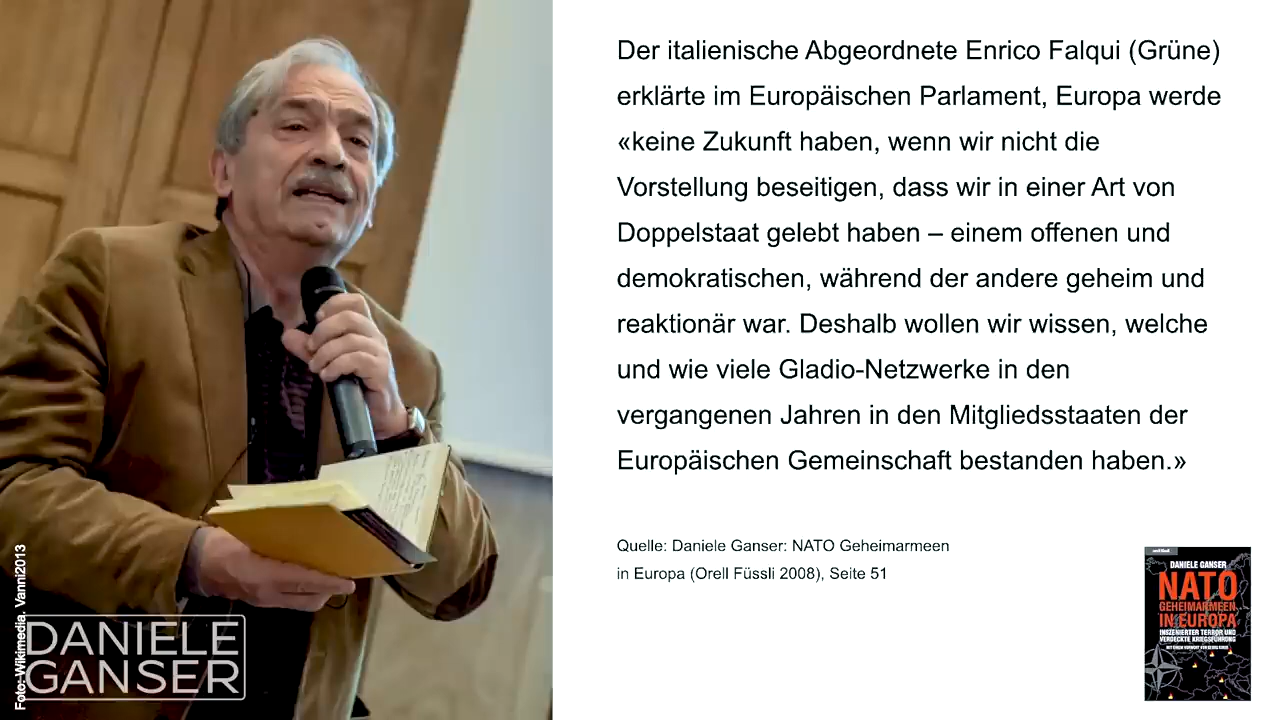 Der italienische Abgeordnete Enrico Falqui (Grüne)
erklärte im Europäischen Parlament, Europa werde
«keine Zukunft haben, wenn wir nicht die
Vorstellung beseitigen, dass wir in einer Art von
Doppelstaat gelebt haben – einem offenen und
demokratischen, während der andere geheim und
reaktionär war. Deshalb wollen wir wissen, welche
und wie viele Gladio-Netzwerke in den
vergangenen Jahren in den Mitgliedsstaaten der
Europäischen Gemeinschaft bestanden haben.»
Quelle: Daniele Ganser: NATO Geheimarmeen
in Europa (Orell Füssli 2008), Seite 51
Foto: Wikimedia. Vanni2013
DANIELE
GANSER
DANIELE GANSER
NATO
GEHEIMARMEEN
IN EUROPA
INSZENIERTER TERROR UND
VERDECKTE KRIEGSFÜHRUNG